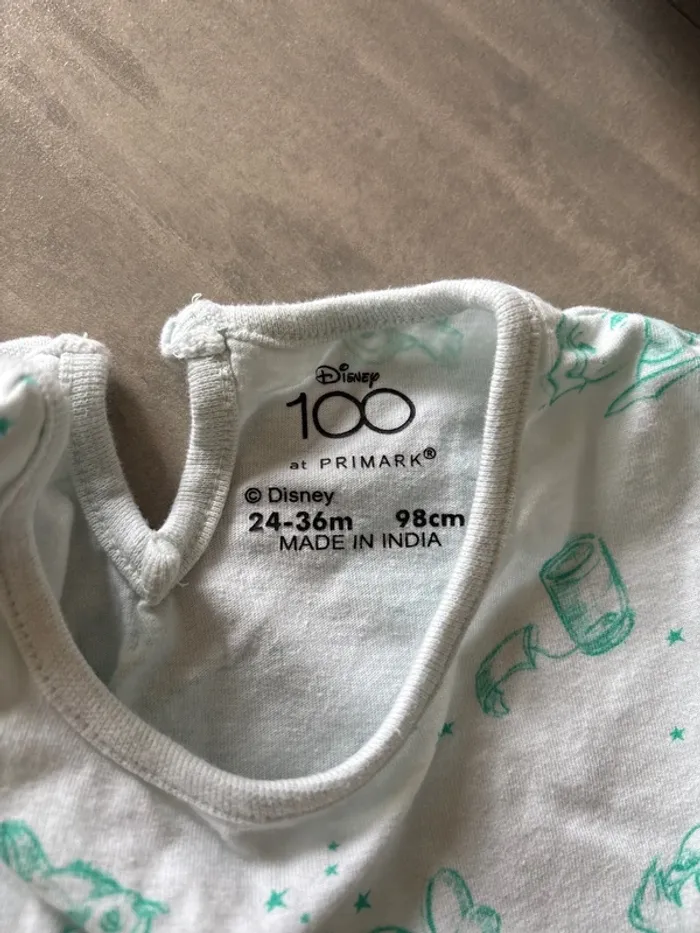 Disney
100
at PRIMARK®
© Disney
24-36m 98cm
MADE IN INDIA